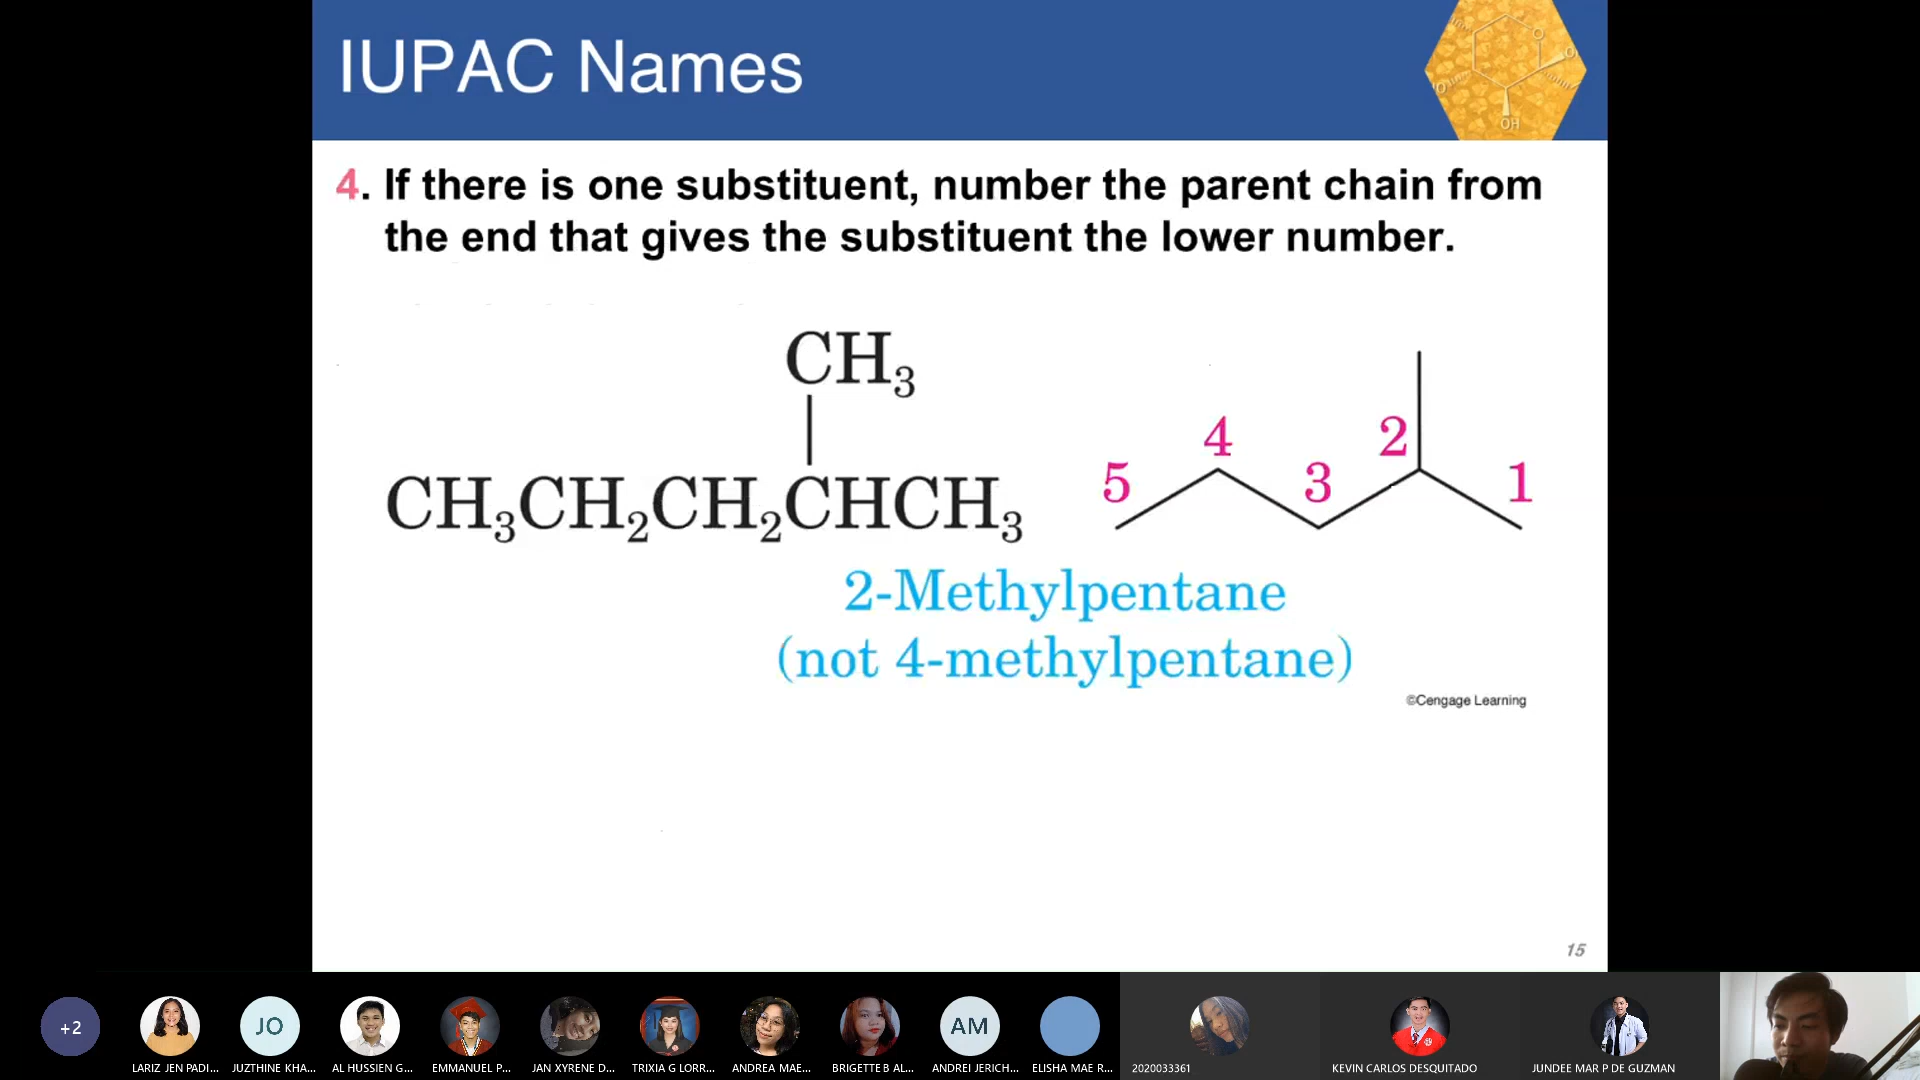 IUPAC Names
4. If there is one substituent, number the parent chain from
the end that gives the substituent the lower number.
CH₃
CH₃CH₂CH₂CHCH₃
5 4 3 2 1
2-Methylpentane
(not 4-methylpentane)
©Cengage Learning
15
O
O
O
OH
+2
JO
AM
LARIZ JEN PADI...
JUZTHINE KHA...
AL HUSSIEN G...
EMMANUEL P...
JAN XYRENE D...
TRIXIA G LORR...
ANDREA MAE...
BRIGETTE B AL...
ANDREI JERICH...
ELISHA MAE R...
2020033361
KEVIN CARLOS DESQUITADO
JUNDEE MAR P DE GUZMAN